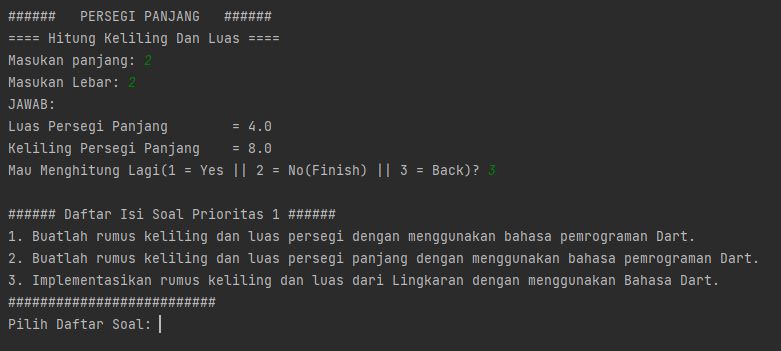 ######   PERSEGI PANJANG   ######
==== Hitung Keliling Dan Luas ====
Masukan panjang: 2
Masukan Lebar: 2
JAWAB:
Luas Persegi Panjang        = 4.0
Keliling Persegi Panjang    = 8.0
Mau Menghitung Lagi(1 = Yes || 2 = No(Finish) || 3 = Back)? 3

###### Daftar Isi Soal Prioritas 1 ######
1. Buatlah rumus keliling dan luas persegi dengan menggunakan bahasa pemrograman Dart.
2. Buatlah rumus keliling dan luas persegi panjang dengan menggunakan bahasa pemrograman Dart.
3. Implementasikan rumus keliling dan luas dari Lingkaran dengan menggunakan Bahasa Dart.
##########################
Pilih Daftar Soal: